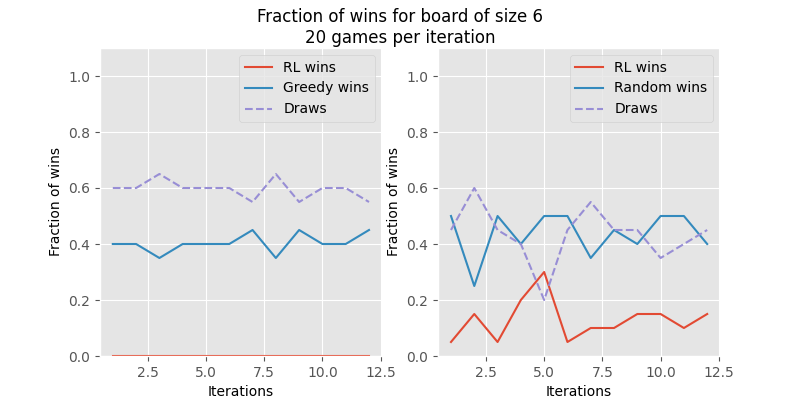 Fraction of wins for board of size 6
20 games per iteration
RL wins
Greedy wins
Draws
1.0
0.8
0.6
0.4
0.2
0.0
Fraction of wins
2.5 5.0 7.5 10.0 12.5
Iterations
RL wins
Random wins
Draws
1.0
0.8
0.6
0.4
0.2
0.0
Fraction of wins
2.5 5.0 7.5 10.0 12.5
Iterations